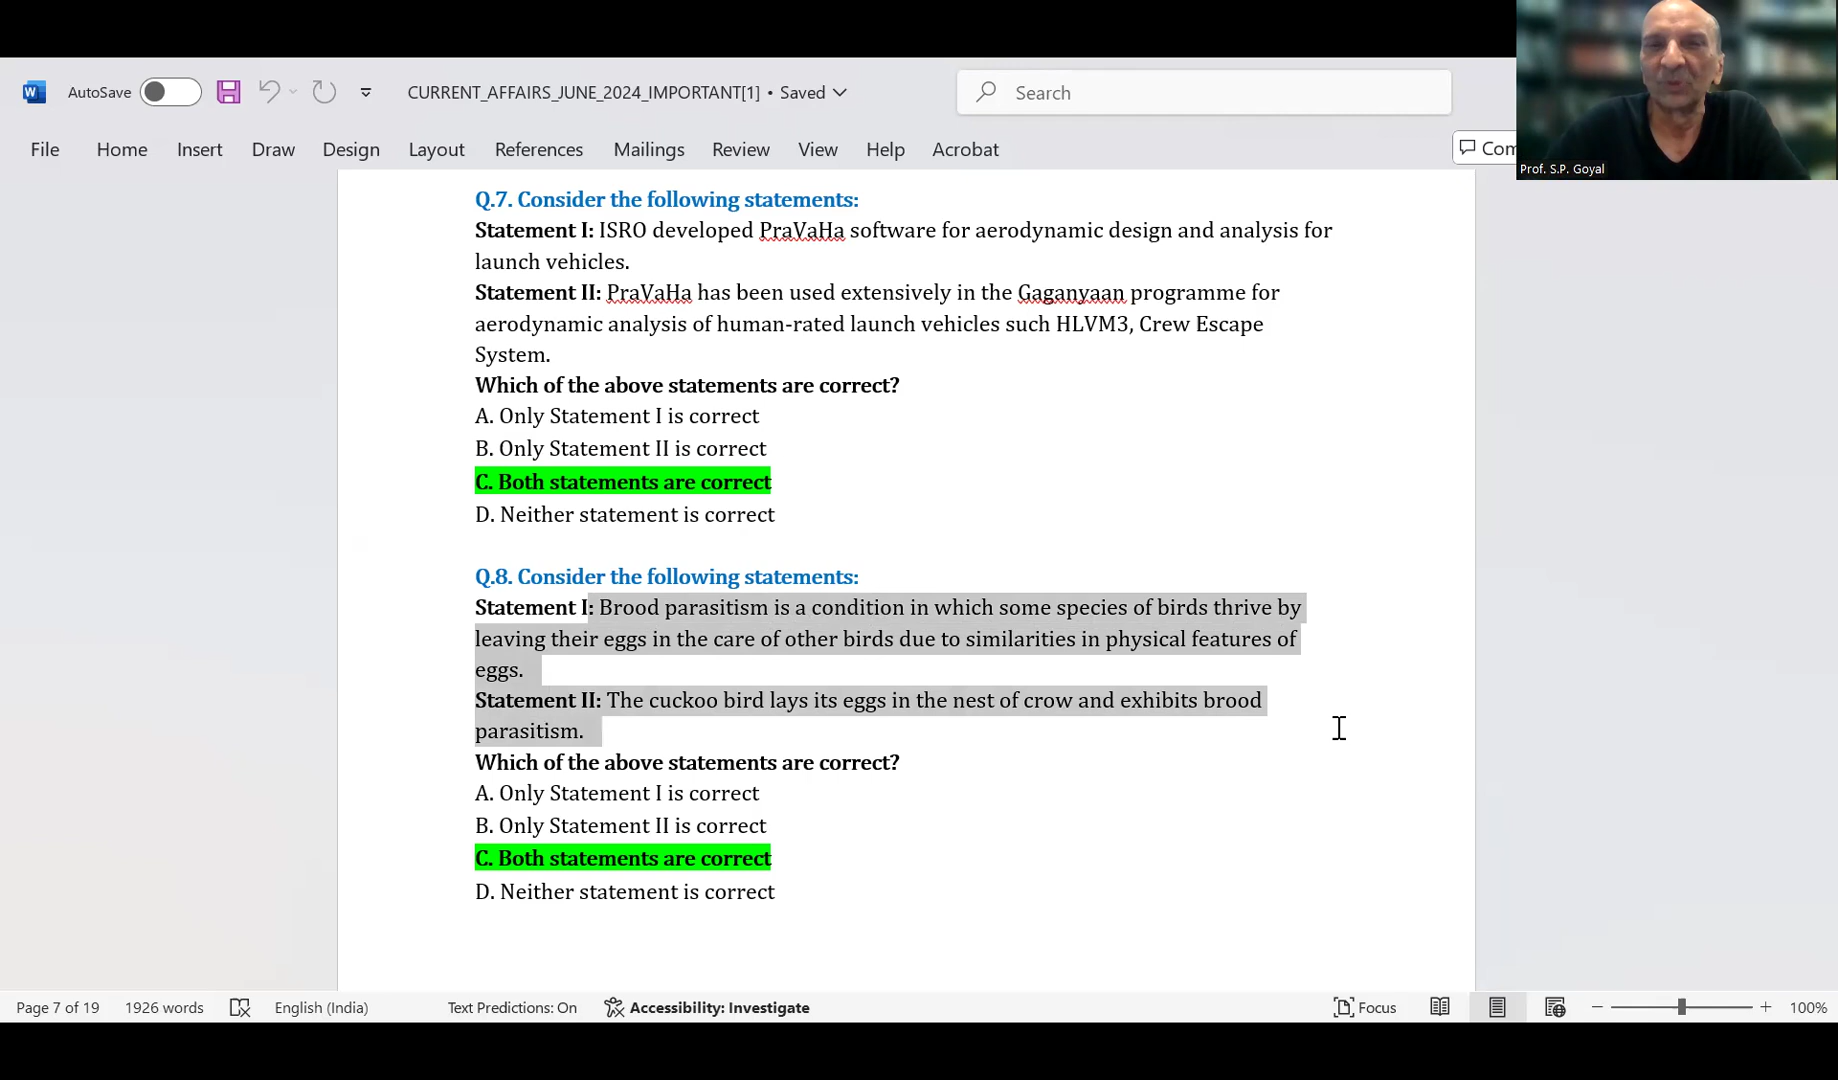 AutoSave
CURRENT_AFFAIRS_JUNE_2024_IMPORTANT[1] • Saved
Search
Prof. S.P. Goyal
File Home Insert Draw Design Layout References Mailings Review View Help Acrobat
Com
Q.7. Consider the following statements:
Statement I: ISRO developed PraVaHa software for aerodynamic design and analysis for
launch vehicles.
Statement II: PraVaHa has been used extensively in the Gaganyaan programme for
aerodynamic analysis of human-rated launch vehicles such HLVM3, Crew Escape
System.
Which of the above statements are correct?
A. Only Statement I is correct
B. Only Statement II is correct
C. Both statements are correct
D. Neither statement is correct
Q.8. Consider the following statements:
Statement I: Brood parasitism is a condition in which some species of birds thrive by
leaving their eggs in the care of other birds due to similarities in physical features of
eggs.
Statement II: The cuckoo bird lays its eggs in the nest of crow and exhibits brood
parasitism.
Which of the above statements are correct?
A. Only Statement I is correct
B. Only Statement II is correct
C. Both statements are correct
D. Neither statement is correct
Page 7 of 19 1926 words English (India) Text Predictions: On Accessibility: Investigate Focus 100%